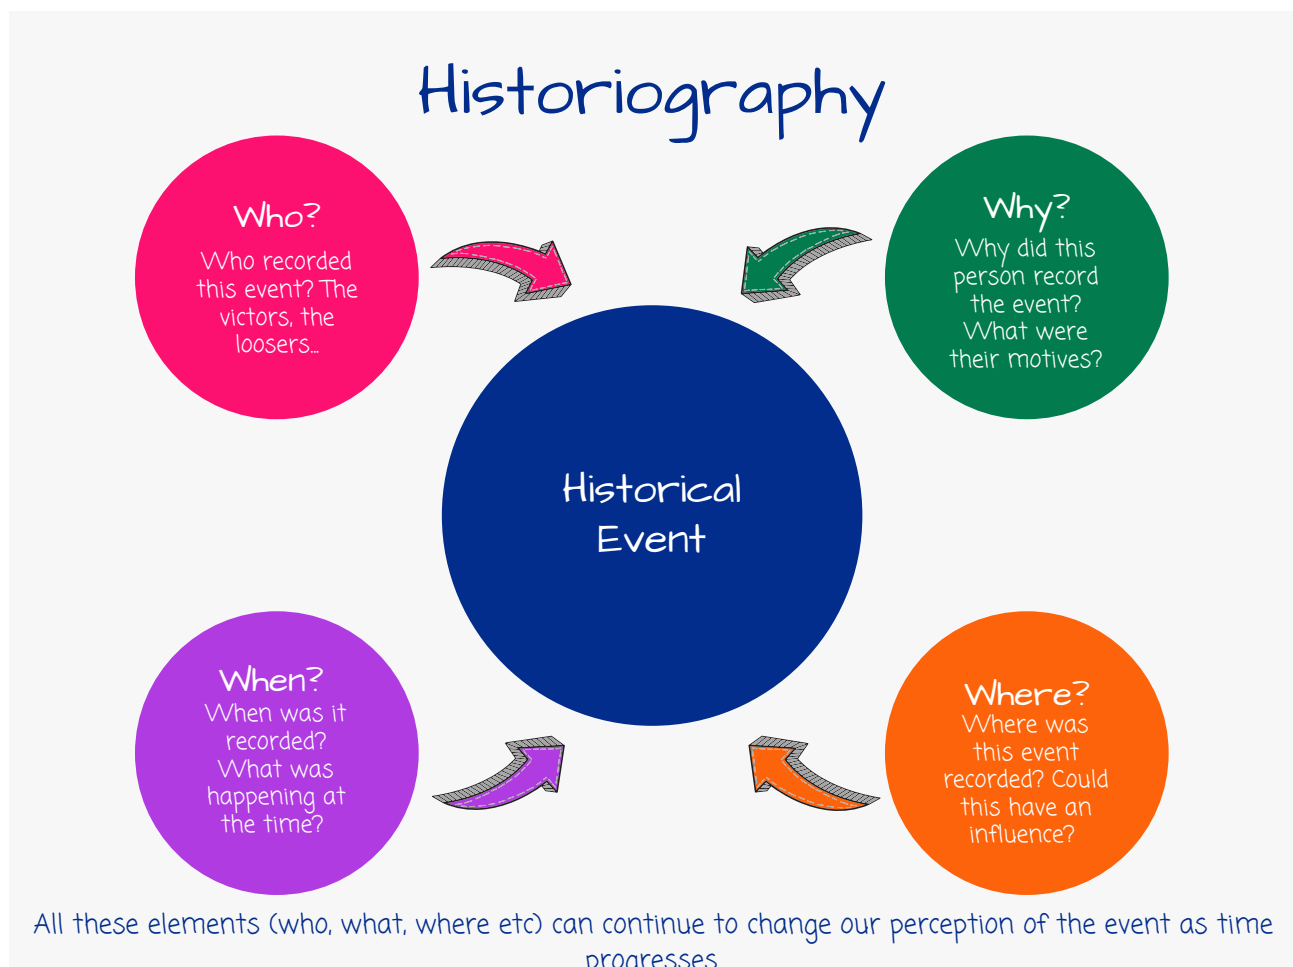 Historiography
Who?
Who recorded
this event? The
victors, the
loosers...
Why?
Why did this
person record
the event?
What were
their motives?
Historical
Event
When?
When was it
recorded?
What was
happening at
the time?
Where?
Where was
this event
recorded? Could
this have an
influence?
All these elements (who, what, where etc) can continue to change our perception of the event as time
progresses